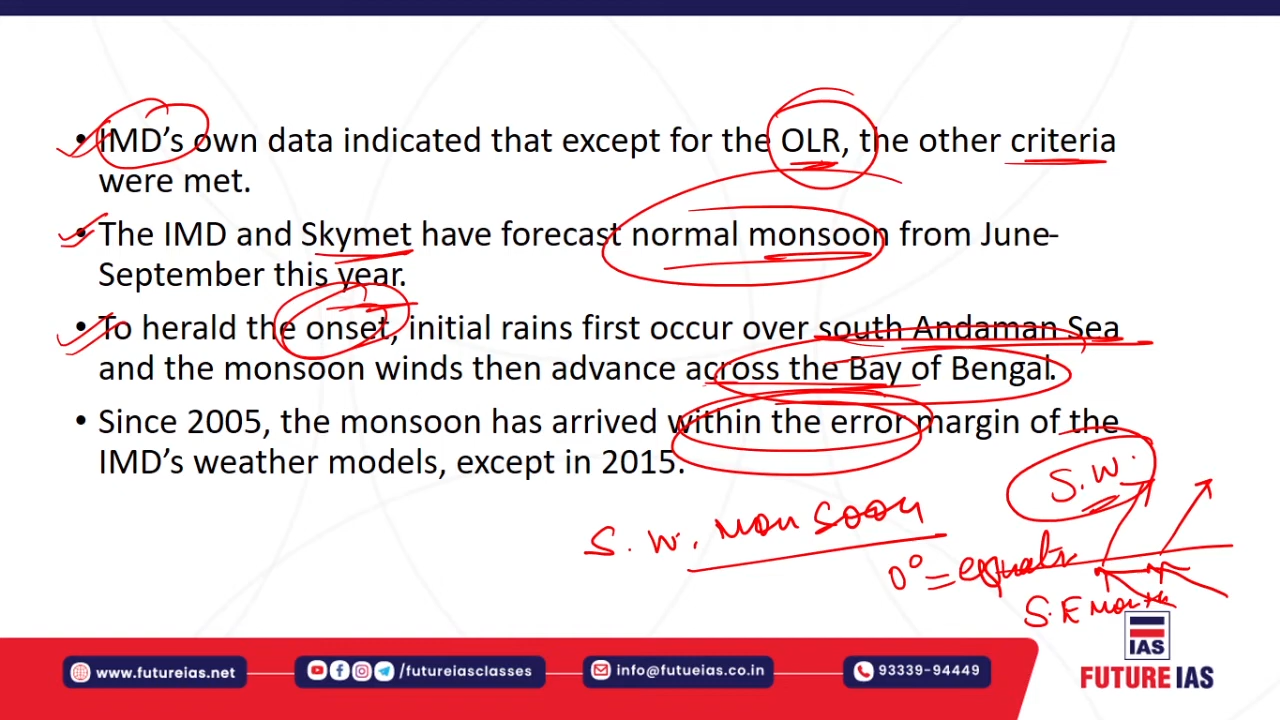 • IMD's own data indicated that except for the OLR, the other criteria
were met.
• The IMD and Skymet have forecast normal monsoon from June-
September this year.
• To herald the onset, initial rains first occur over south Andaman Sea
and the monsoon winds then advance across the Bay of Bengal.
• Since 2005, the monsoon has arrived within the error margin of the
IMD's weather models, except in 2015.
S.W.
S.W. Monsoon
0° =
S.E
IAS
www.futureias.net
/futureiasclasses
info@futueias.co.in
93339-94449
FUTURE IAS